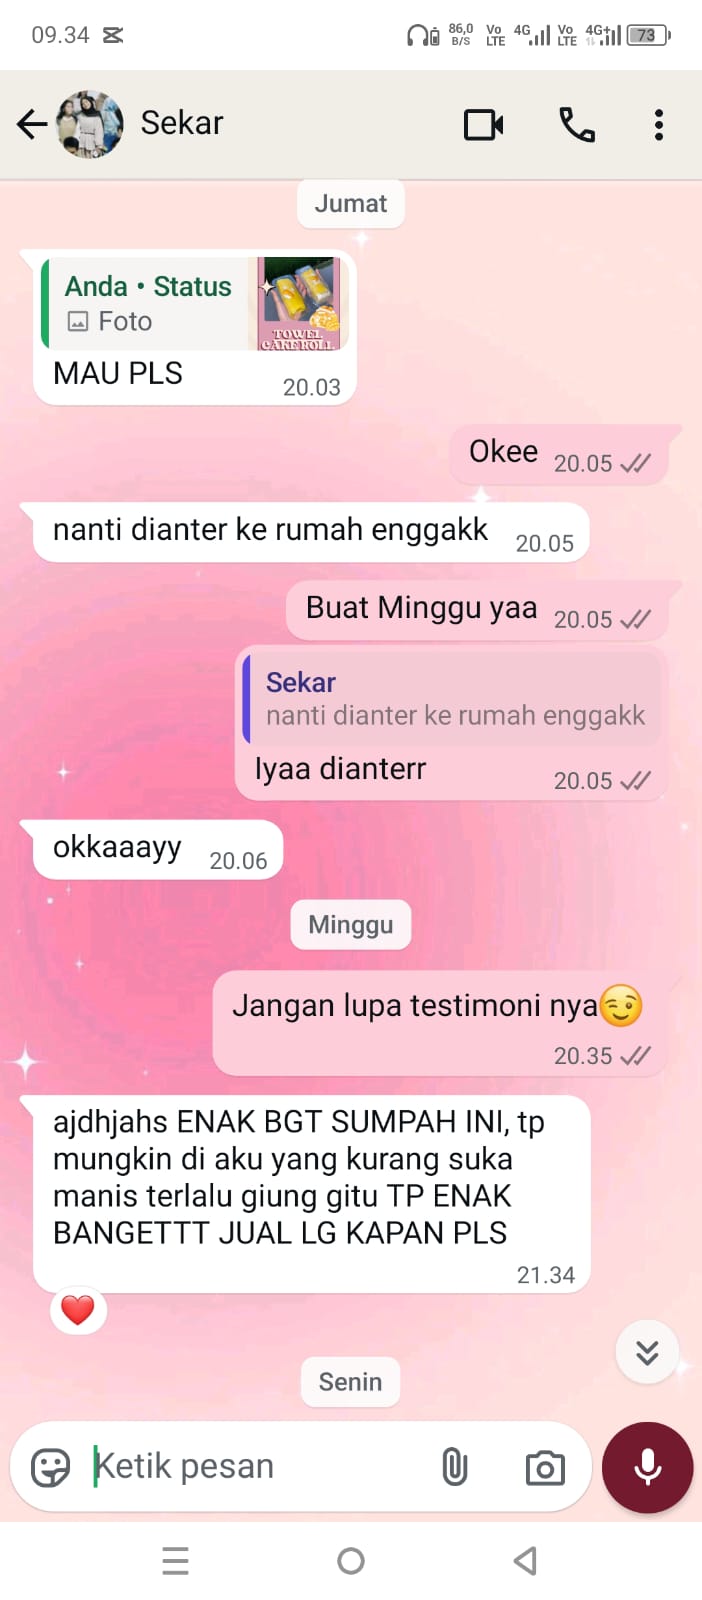 09.34
86,0 B/S Vo LTE 4G Vo LTE 4G+ 73
Sekar
Jumat
Anda • Status
Foto
TOWEL
CAKE ROLL
MAU PLS
20.03
Okee 20.05
nanti dianter ke rumah enggakk 20.05
Buat Minggu yaa 20.05
Sekar
nanti dianter ke rumah enggakk
Iyaa dianterr 20.05
okkaaayy 20.06
Minggu
Jangan lupa testimoni nya😉
20.35
ajdhjahs ENAK BGT SUMPAH INI, tp
mungkin di aku yang kurang suka
manis terlalu giung gitu TP ENAK
BANGETTT JUAL LG KAPAN PLS
21.34
Senin
Ketik pesan